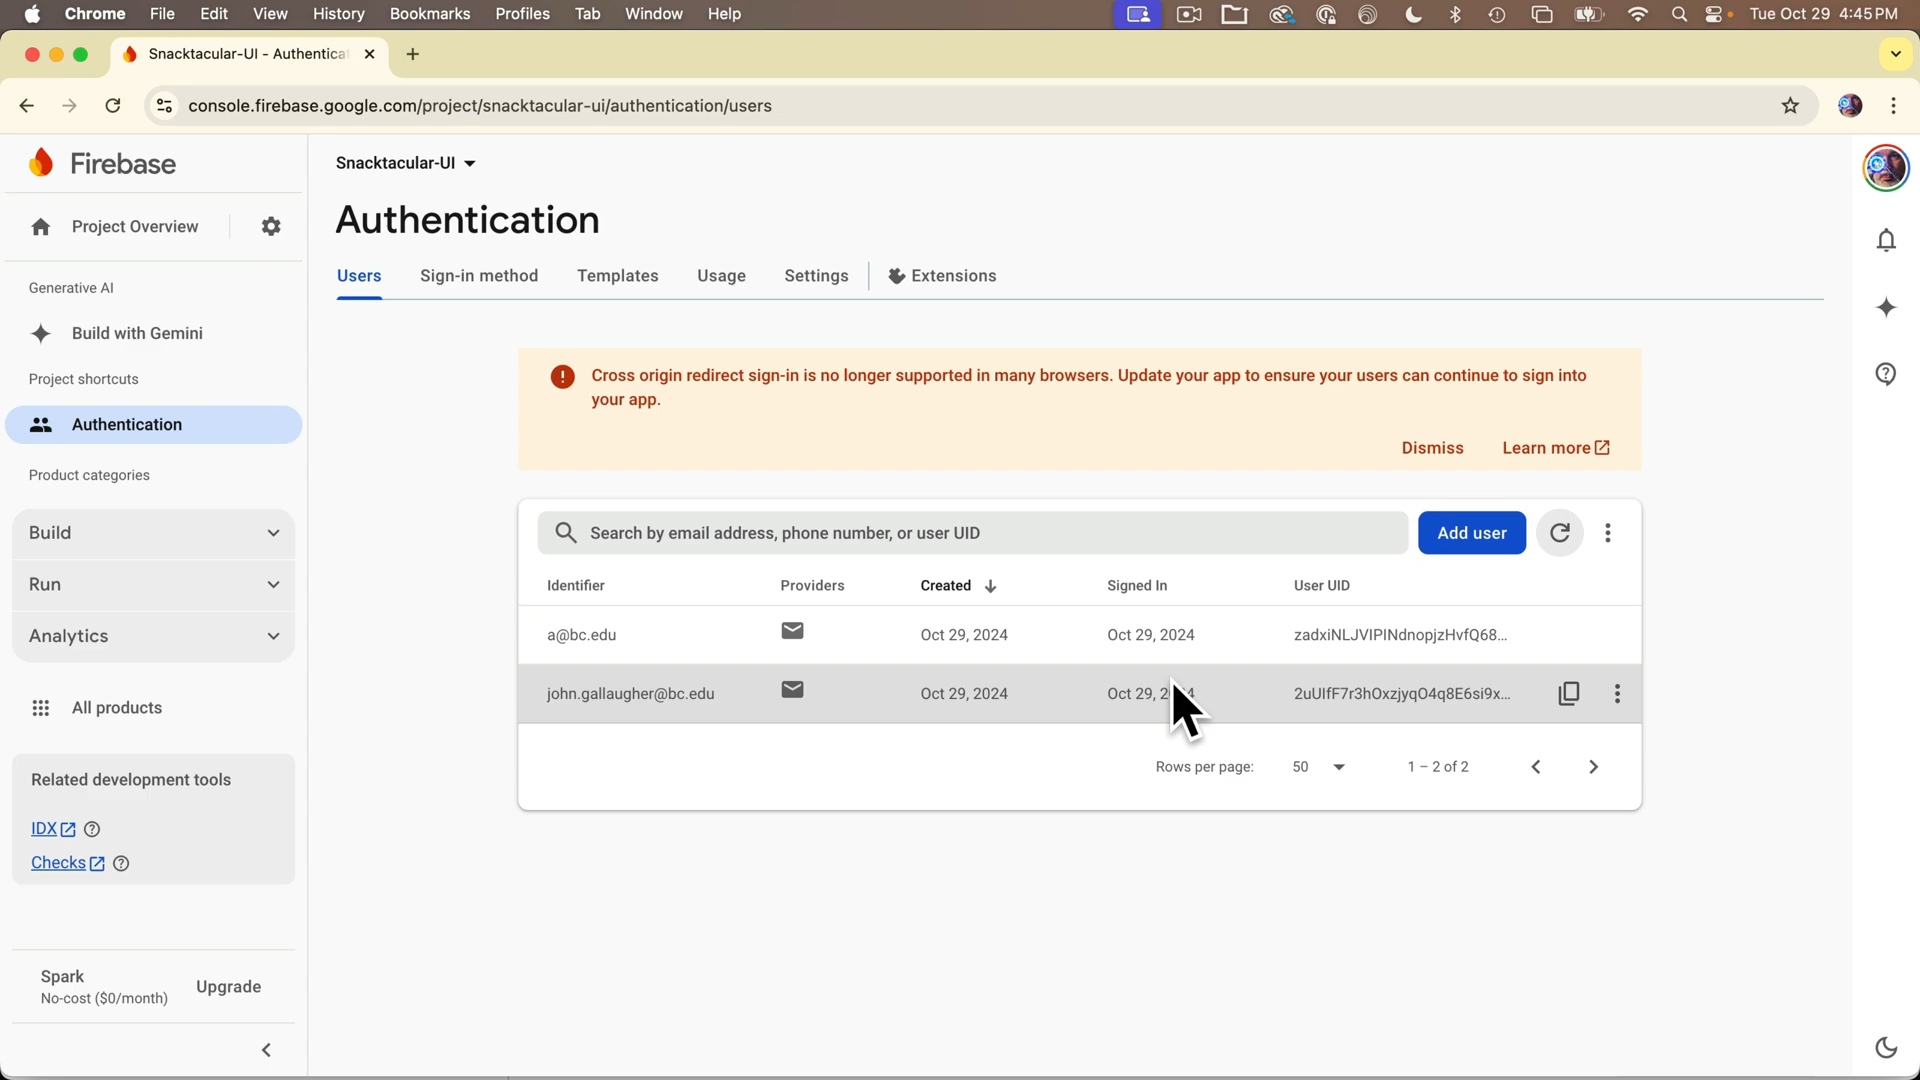 Chrome File Edit View History Bookmarks Profiles Tab Window Help Tue Oct 29 4:45 PM
Snacktacular-UI - Authenticat
console.firebase.google.com/project/snacktacular-ui/authentication/users
Firebase
Project Overview
Generative AI
Build with Gemini
Project shortcuts
Authentication
Product categories
Build
Run
Analytics
All products
Related development tools
IDX
Checks
Spark
No-cost ($0/month)
Upgrade
Snacktacular-UI
Authentication
Users Sign-in method Templates Usage Settings Extensions
Cross origin redirect sign-in is no longer supported in many browsers. Update your app to ensure your users can continue to sign into
your app.
Dismiss Learn more
Search by email address, phone number, or user UID
Add user
Identifier Providers Created Signed In User UID
a@bc.edu Oct 29, 2024 Oct 29, 2024 zadxiNLJVIPINdnopjzHvfQ68...
john.gallaugher@bc.edu Oct 29, 2024 Oct 29, 2024 2uUIfF7r3hOxzjyqO4q8E6si9x...
Rows per page: 50 1 – 2 of 2